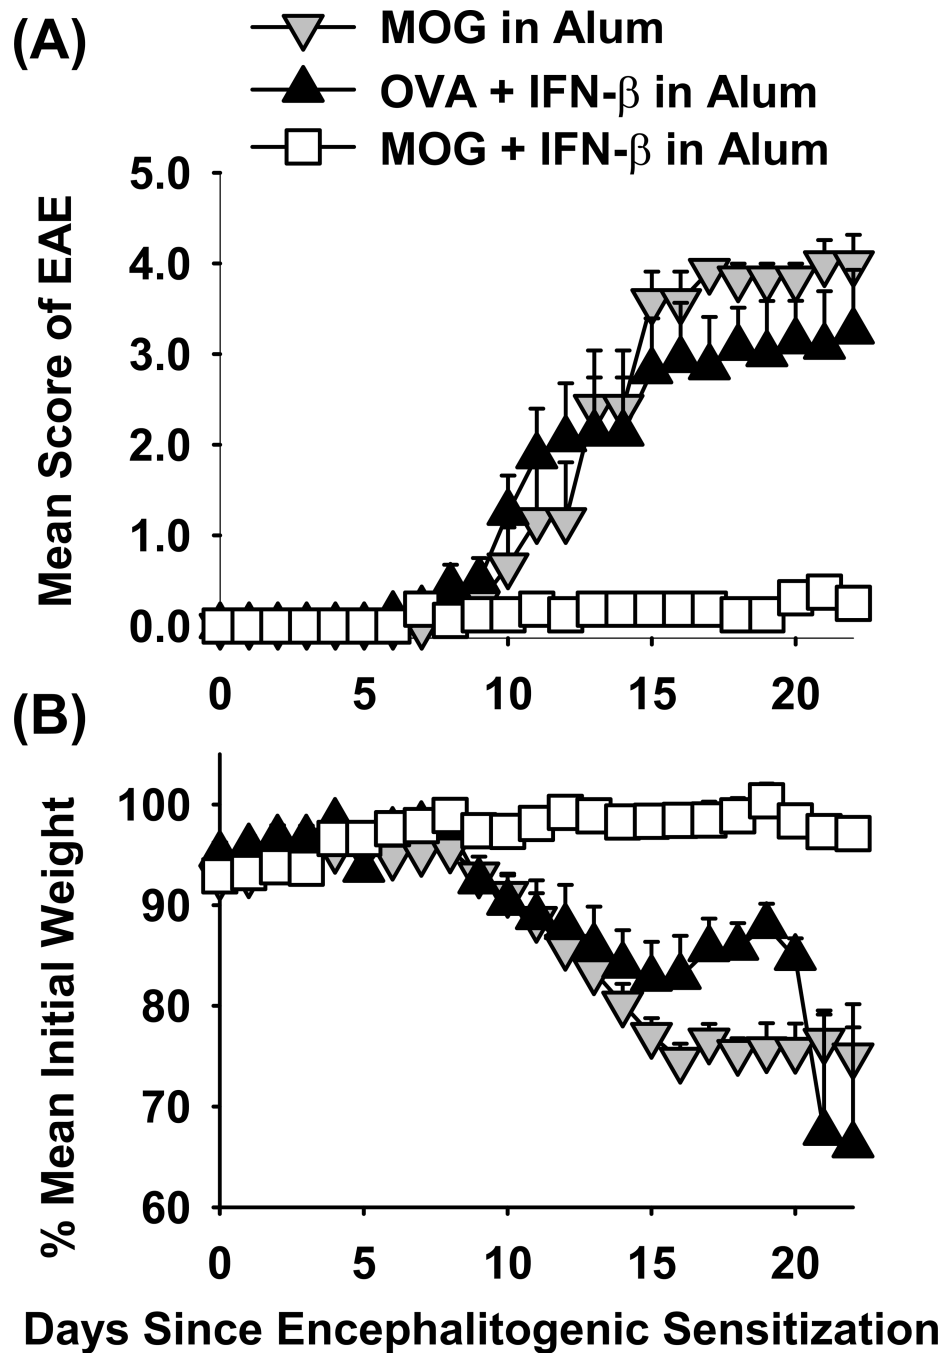 (A)
MOG in Alum
OVA + IFN-β in Alum
MOG + IFN-β in Alum
Mean Score of EAE
5.0
4.0
3.0
2.0
1.0
0.0
0 5 10 15 20
(B)
% Mean Initial Weight
100
90
80
70
60
0 5 10 15 20
Days Since Encephalitogenic Sensitization